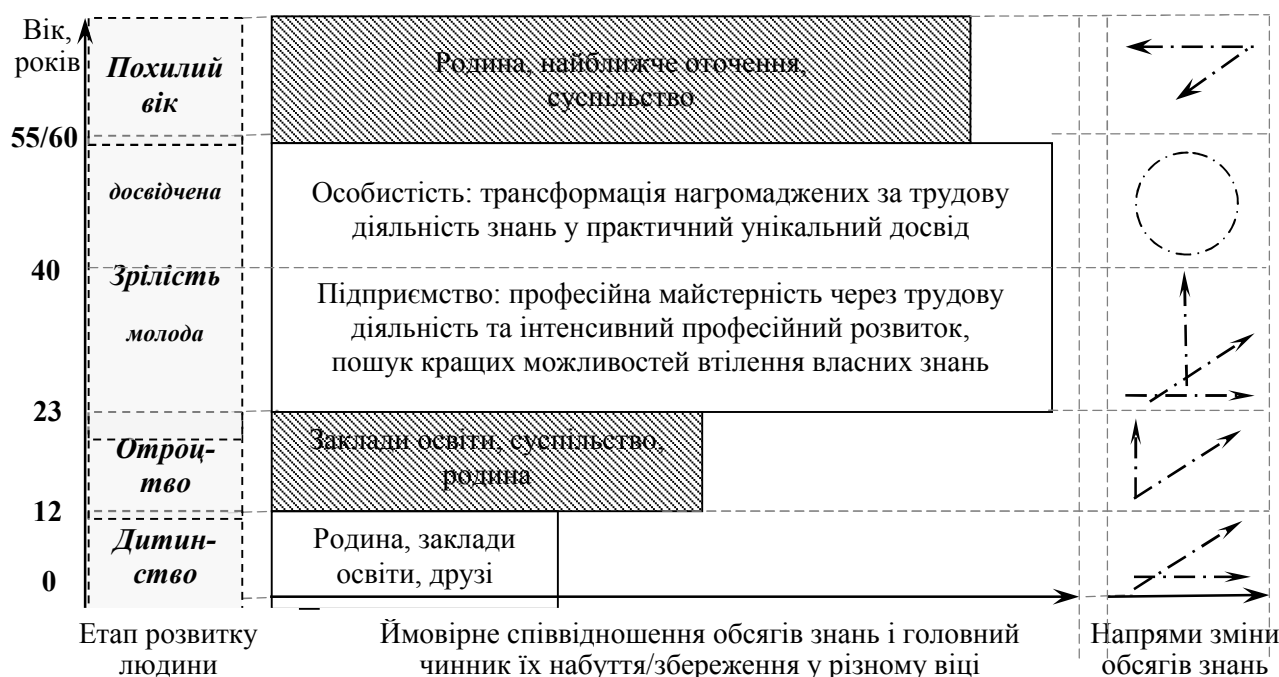 Вік,
років
Похилий
вік
Родина, найближче оточення,
суспільство
55/60
досвідчена
Особистість: трансформація нагромаджених за трудову
діяльність знань у практичний унікальний досвід
40
Зрілість
молода
Підприємство: професійна майстерність через трудову
діяльність та інтенсивний професійний розвиток,
пошук кращих можливостей втілення власних знань
23
Отроц-
тво
Заклади освіти, суспільство,
родина
12
Дитин-
ство
Родина, заклади
освіти, друзі
0
Етап розвитку
людини
Ймовірне співвідношення обсягів знань і головний
чинник їх набуття/збереження у різному віці
Напрями зміни
обсягів знань